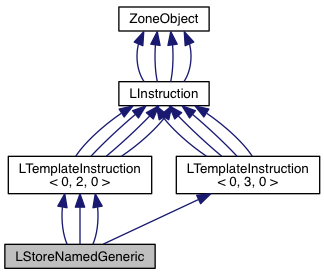 ZoneObject
LInstruction
LTemplateInstruction
< 0, 2, 0 >
LTemplateInstruction
< 0, 3, 0 >
LStoreNamedGeneric